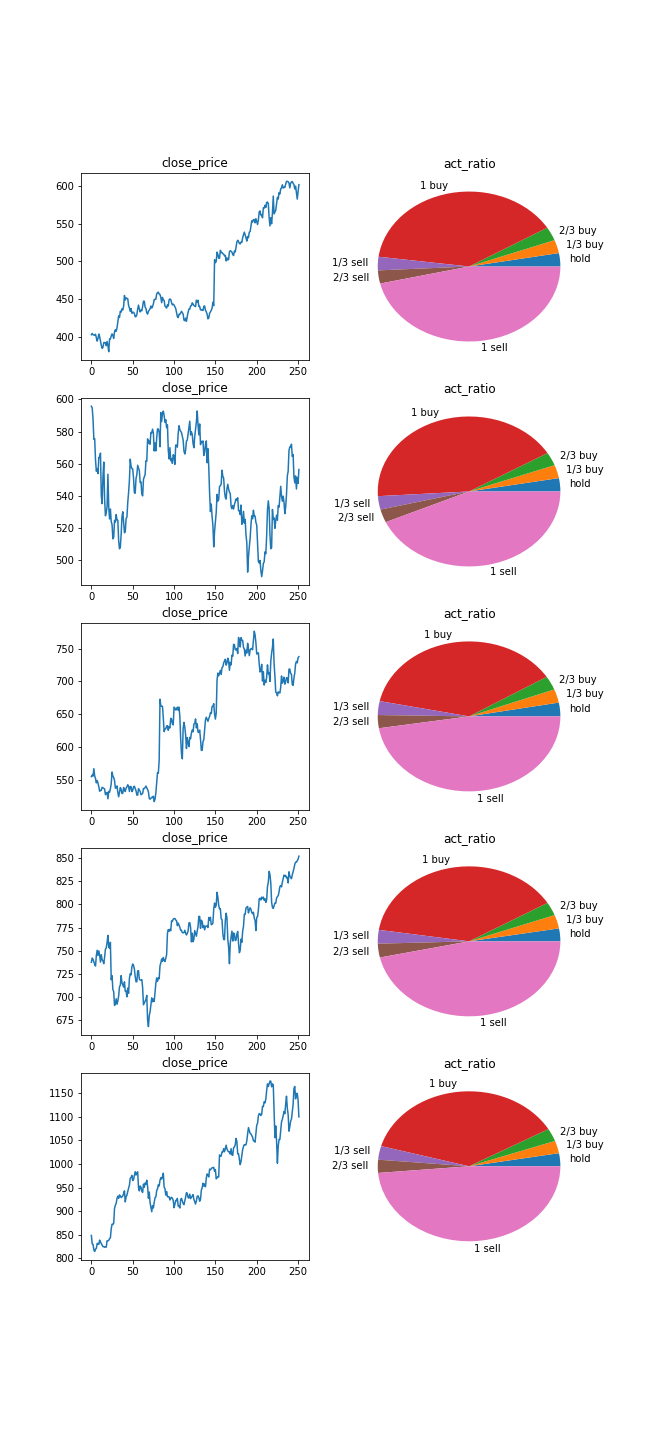 close_price
act_ratio
600
550
500
450
400
0 50 100 150 200 250
1 buy
2/3 buy
1/3 buy
hold
1/3 sell
2/3 sell
1 sell
close_price
act_ratio
600
580
560
540
520
500
0 50 100 150 200 250
1 buy
2/3 buy
1/3 buy
hold
1/3 sell
2/3 sell
1 sell
close_price
act_ratio
750
700
650
600
550
0 50 100 150 200 250
1 buy
2/3 buy
1/3 buy
hold
1/3 sell
2/3 sell
1 sell
close_price
act_ratio
850
825
800
775
750
725
700
675
0 50 100 150 200 250
1 buy
2/3 buy
1/3 buy
hold
1/3 sell
2/3 sell
1 sell
close_price
act_ratio
1150
1100
1050
1000
950
900
850
800
0 50 100 150 200 250
1 buy
2/3 buy
1/3 buy
hold
1/3 sell
2/3 sell
1 sell